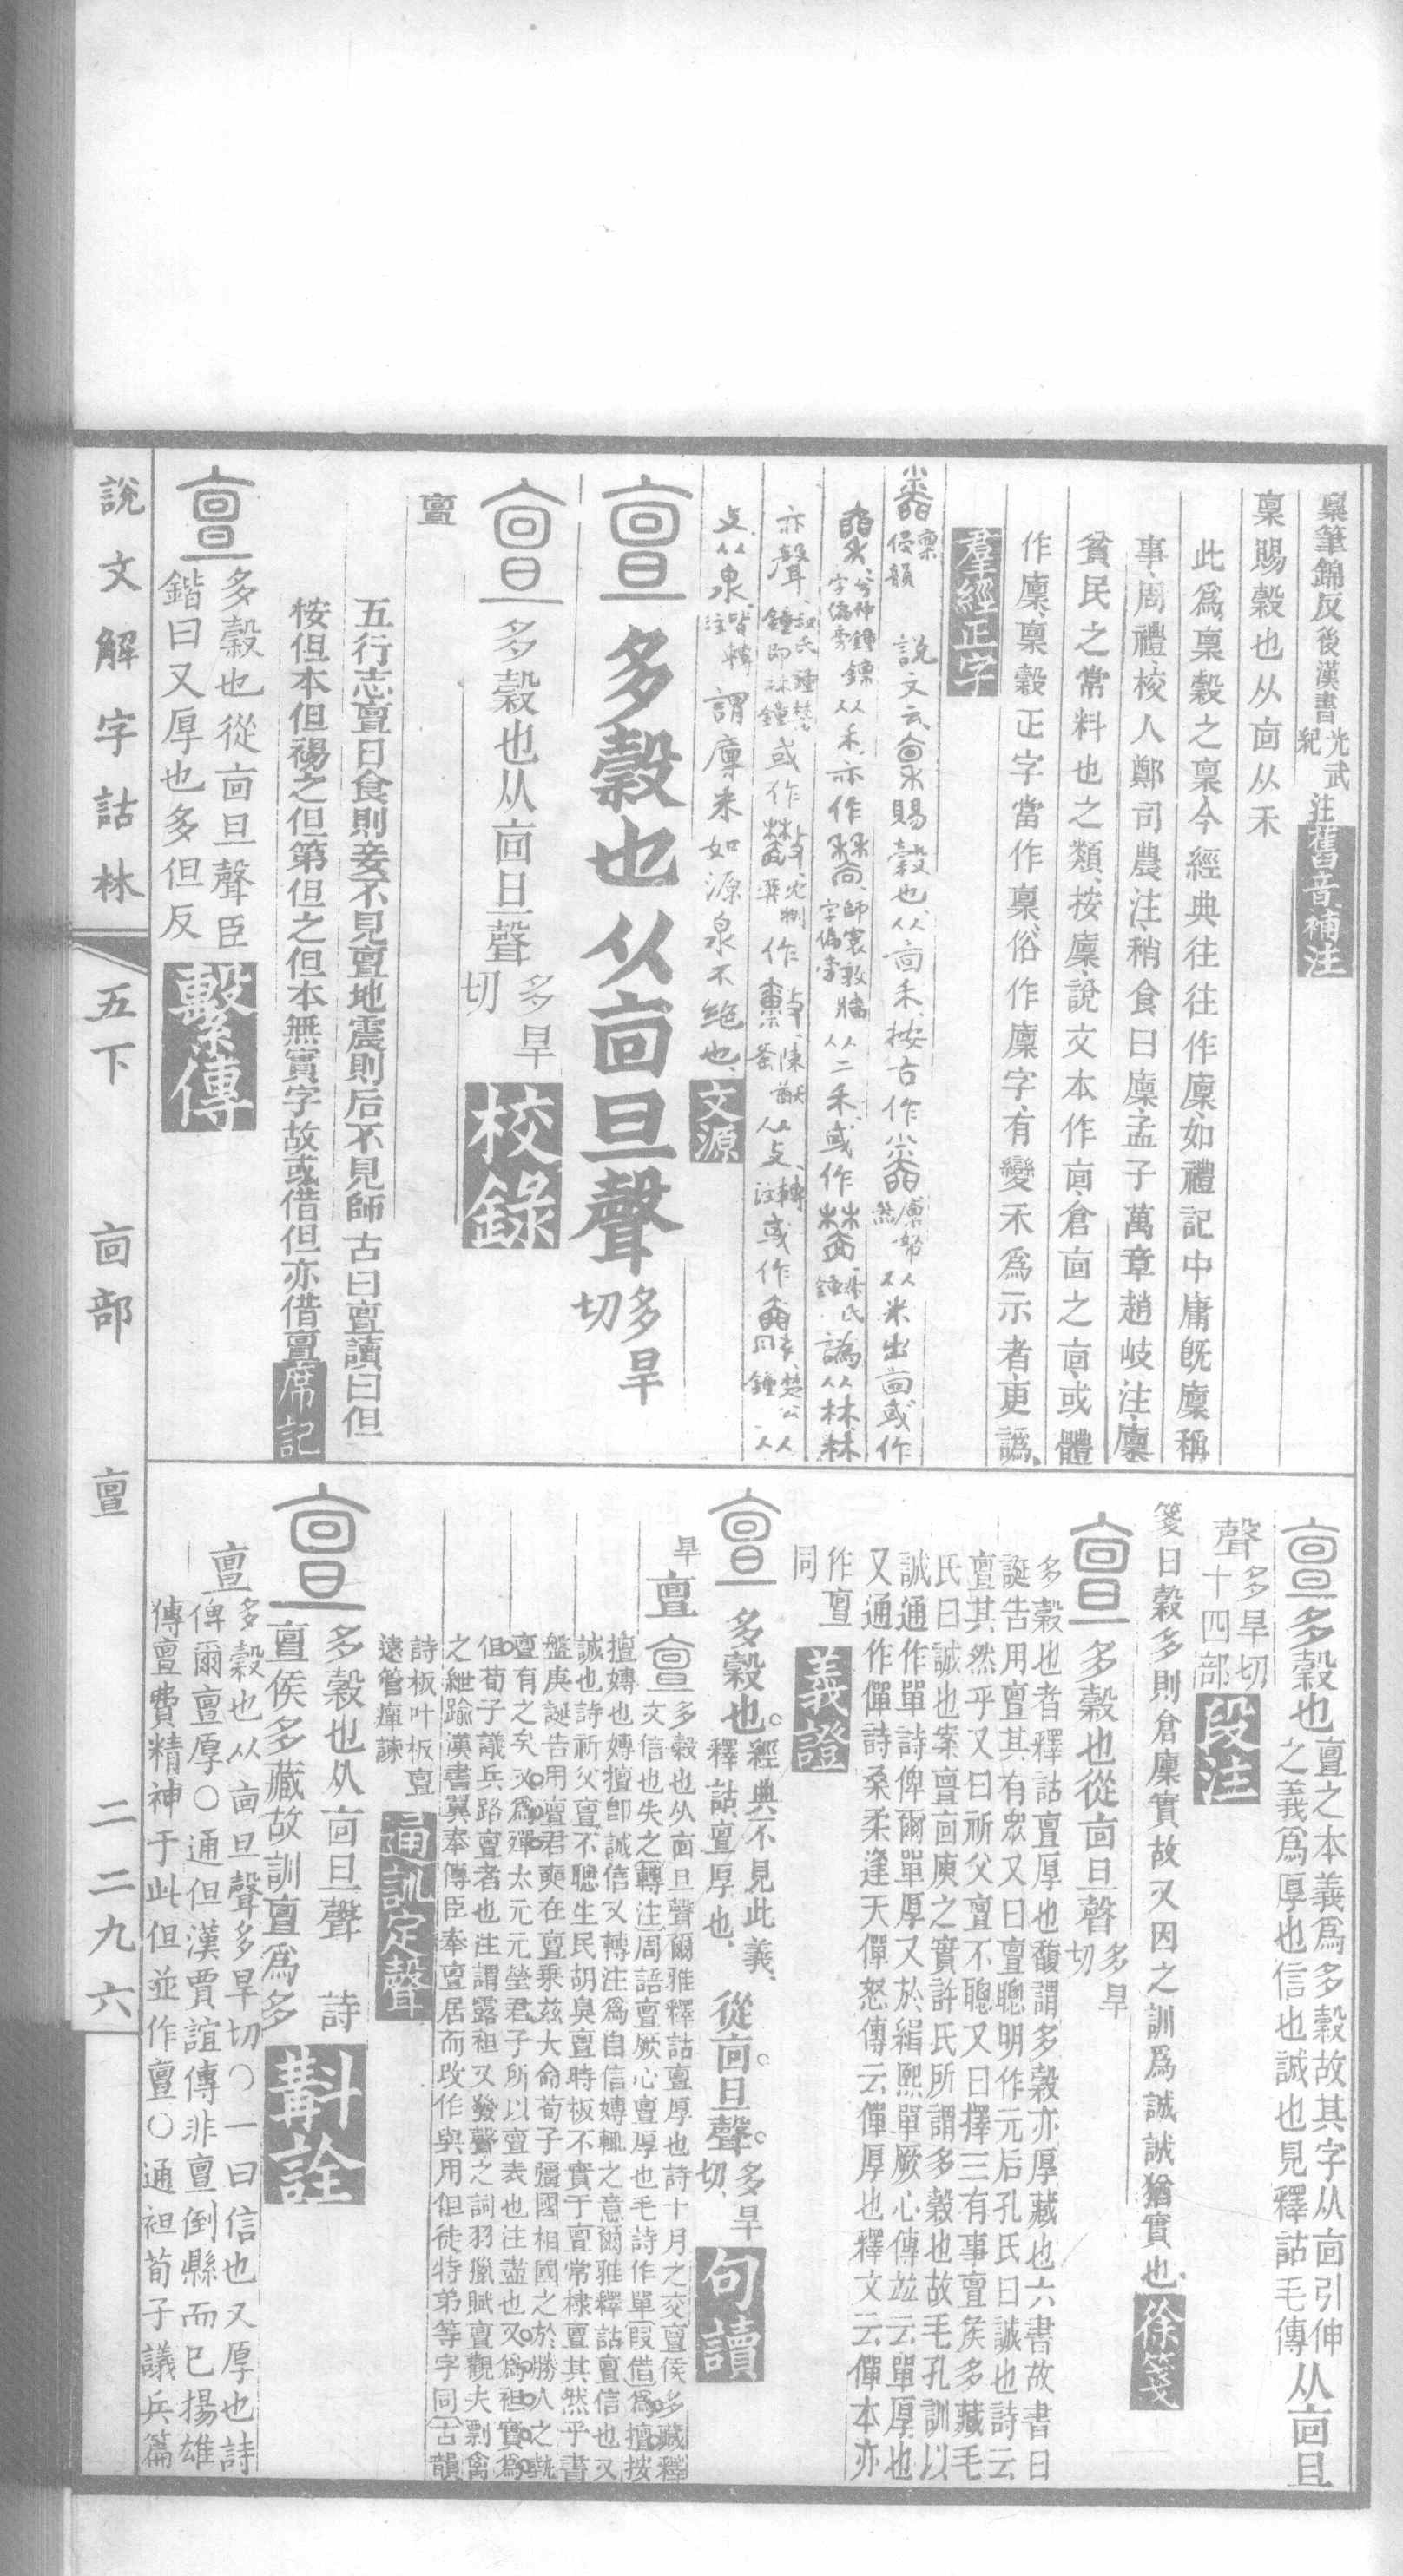 稟筆錦反後漢書光武紀注舊音補注
稟賜穀也从㐭从禾
此爲稟穀之稟今經典往往作廩如禮記中庸旣廩稱
事周禮校人鄭司農注稍食曰廩孟子萬章趙岐注廩
貧民之常料也之類按廩說文本作㐭倉㐭之㐭或體
作廩稟穀正字當作稟俗作廩字有變禾爲示者更譌
羣經正字
稟侵韻 說文云稟賜穀也从㐭禾按古作
从米出㐭或作
从禾亦作
从二禾或作
譌从林林
亦聲
或作
作
从攴轉注或作
从攴从泉皆轉注謂廩來如源泉不絕也文源
亶多穀也从㐭旦聲多旱切
亶多穀也从㐭旦聲多旱切校錄
亶
五行志亶日食則妾不見亶地震則后不見師古曰亶讀曰但
桉但本但裼之但第但之但本無實字故或借但亦借亶席記
亶多穀也從㐭旦聲臣
鍇曰又厚也多但反繫傳
亶多穀也亶之本義爲多穀故其字从㐭引伸
之義爲厚也信也誠也見釋詁毛傳从㐭旦
聲多旱切十四部段注
箋曰穀多則倉廩實故又因之訓爲誠誠猶實也徐箋
亶多穀也從㐭旦聲多旱切
多穀也者釋詁亶厚也馥謂多穀亦厚藏也六書故書曰
誕告用亶其有眾又曰亶聰明作元后孔氏曰誠也詩云
亶其然乎又曰祈父亶不聰又曰擇三有事亶侯多藏毛
氏曰誠也案亶㐭庾之實許氏所謂多穀也故毛孔訓以
誠通作單詩俾爾單厚又於緝熙單厥心傳竝云單厚也
又通作僤詩桑柔逢天僤怒傳云僤厚也釋文云僤本亦
作亶同義證
亶多穀也經典不見此義釋詁亶厚也從㐭旦聲多旱切句讀
旱亶亶多穀也从㐭旦聲爾雅釋詁亶厚也詩十月之交亶侯多藏釋
文信也失之轉注周語亶厥心亶厚也毛詩作單假借爲擅按
擅嫥也嫥擅卽誠信又轉注爲自信嫥輒之意爾雅釋詁亶信也又
誠也詩祈父亶不聰生民胡臭亶時板不實于亶常棣亶其然乎書
盤庚誕告用亶君奭在亶乘兹大命荀子彊國相國之於勝人之埶
亶有之矣又爲殫太元元瑩君子所以亶表也注盡也又爲袒實爲
但荀子議兵路亶者也注謂露袒又發聲之詞羽獵賦亶觀夫剽禽
之紲踰漢書翼奉傳臣奉亶居而改作與用但徒特弟等字同古韻
詩板叶板亶
遠管癉諫通訓定聲
亶多穀也从㐭旦聲 詩
亶侯多藏故訓亶爲多斠詮
亶多穀也从㐭旦聲多旱切○一曰信也又厚也詩
俾爾亶厚○通但漢賈誼傳非亶倒縣而已揚雄
傳亶費精神于此但並作亶○通袒荀子議兵篇
說文解字詁林 五下 㐭部 亶 二二九六